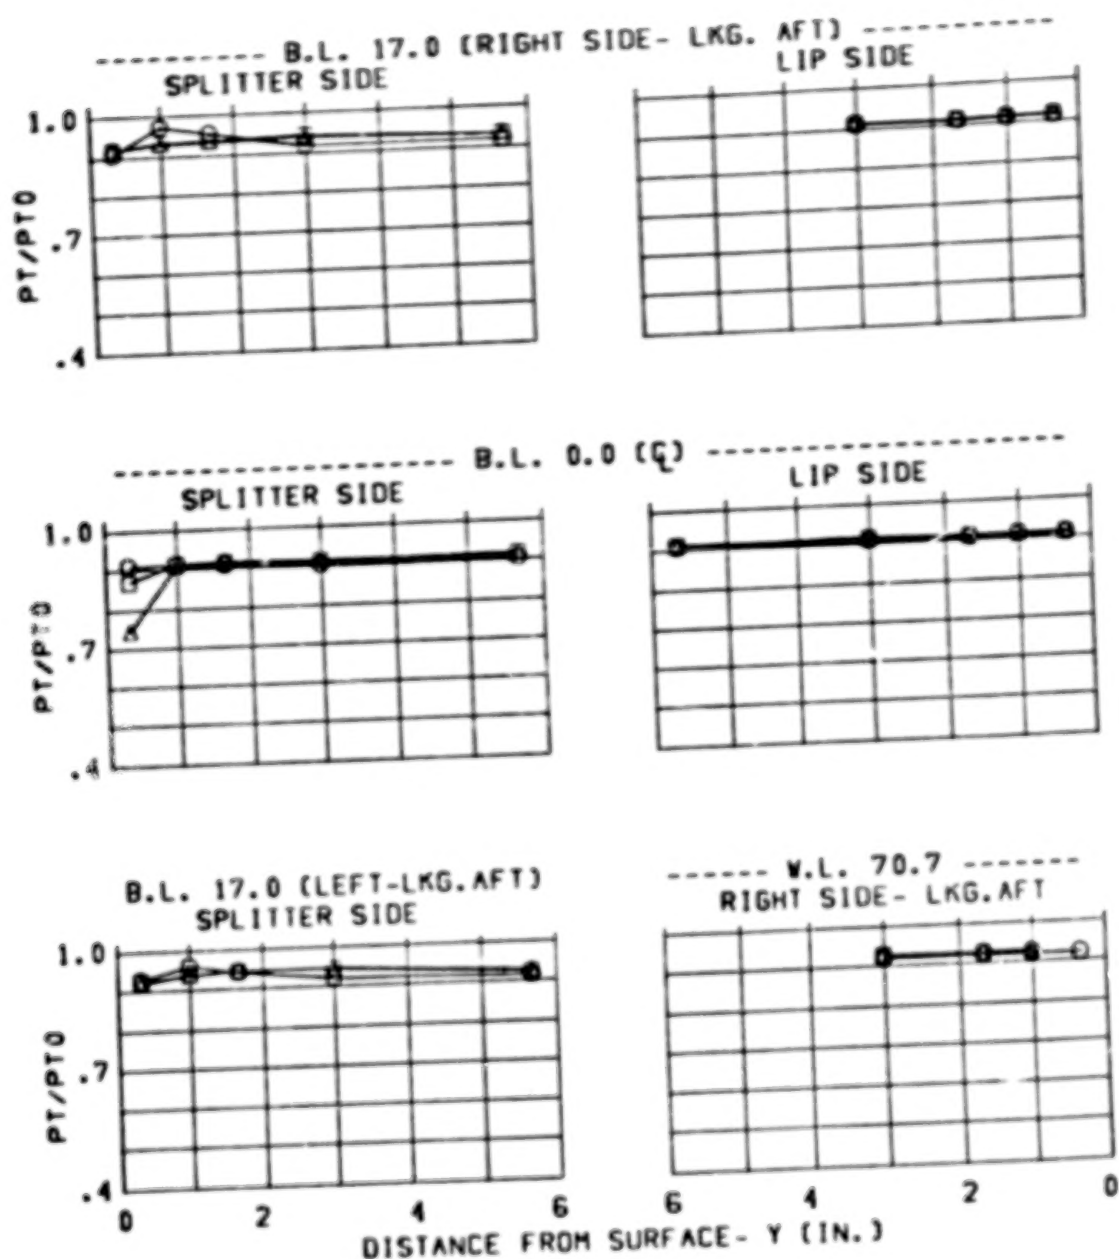 ---------- B.L. 17.0 (RIGHT SIDE- LKG. AFT) -----------
SPLITTER SIDE
LIP SIDE
1.0
.7
.4
PT/PTO
-------------------- B.L. 0.0 (℄) ---------------------
SPLITTER SIDE
LIP SIDE
1.0
.7
.4
PT/PTO
B.L. 17.0 (LEFT-LKG.AFT)
SPLITTER SIDE
------ W.L. 70.7 -------
RIGHT SIDE- LKG.AFT
1.0
.7
.4
PT/PTO
0 2 4 6
6 4 2 0
DISTANCE FROM SURFACE- Y (IN.)